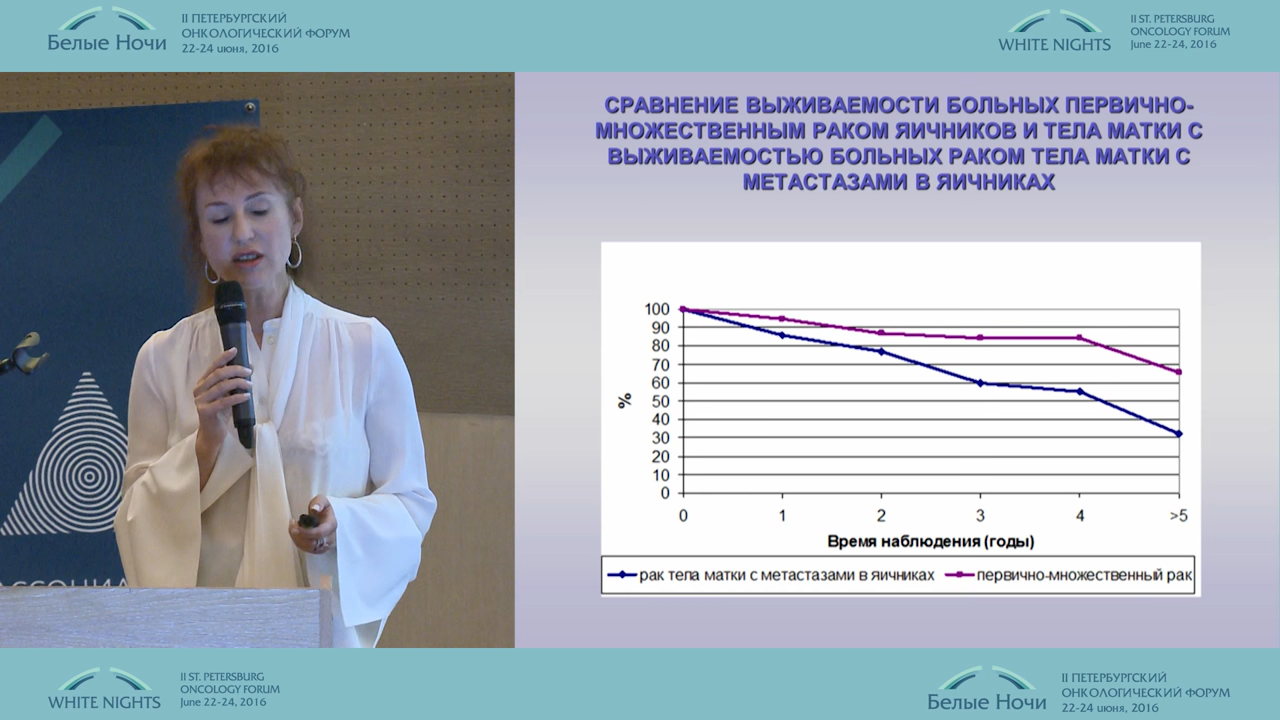 II ПЕТЕРБУРГСКИЙ
ОНКОЛОГИЧЕСКИЙ ФОРУМ
22-24 июня, 2016
Белые Ночи
II ST. PETERSBURG
ONCOLOGY FORUM
June 22-24, 2016
WHITE NIGHTS
СРАВНЕНИЕ ВЫЖИВАЕМОСТИ БОЛЬНЫХ ПЕРВИЧНО-
МНОЖЕСТВЕННЫМ РАКОМ ЯИЧНИКОВ И ТЕЛА МАТКИ С
ВЫЖИВАЕМОСТЬЮ БОЛЬНЫХ РАКОМ ТЕЛА МАТКИ С
МЕТАСТАЗАМИ В ЯИЧНИКАХ
100
90
80
70
60
50
40
30
20
10
0
%
0 1 2 3 4 >5
Время наблюдения (годы)
рак тела матки с метастазами в яичниках первично-множественный рак
WHITE NIGHTS
II ST. PETERSBURG
ONCOLOGY FORUM
June 22-24, 2016
Белые Ночи
II ПЕТЕРБУРГСКИЙ
ОНКОЛОГИЧЕСКИЙ ФОРУМ
22-24 июня, 2016